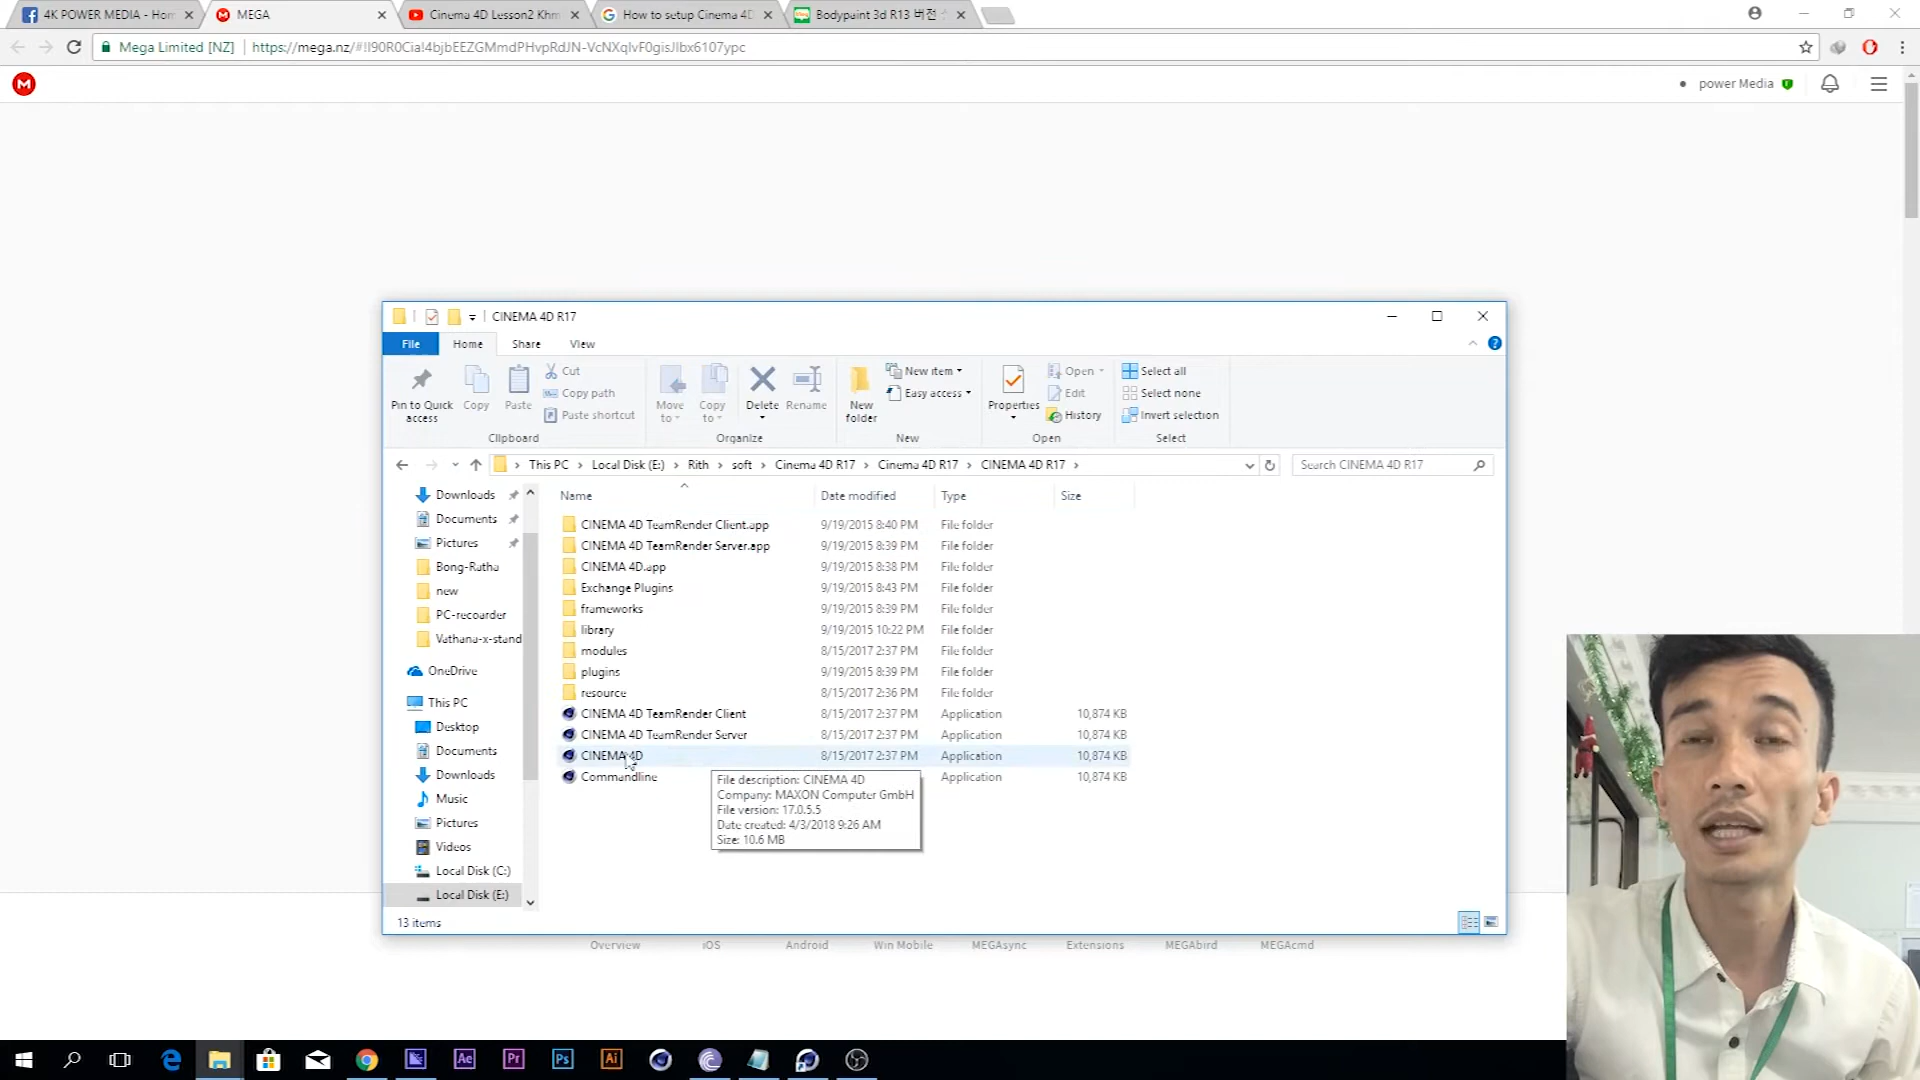 4K POWER MEDIA - Hom
MEGA
Cinema 4D Lesson2 Khm
How to setup Cinema 4D
Bodypaint 3d R13 버전
Mega Limited [NZ]
power Media
CINEMA 4D R17
File
Home
Share
View
Pin to Quick access
Copy
Paste
Cut
Copy path
Paste shortcut
Clipboard
Move to
Copy to
Delete
Rename
Organize
New folder
New item
Easy access
New
Properties
Open
Edit
History
Open
Select all
Select none
Invert selection
Select
This PC > Local Disk (E:) > Rith > soft > Cinema 4D R17 > Cinema 4D R17 > CINEMA 4D R17 >
Search CINEMA 4D R17
Downloads
Documents
Pictures
Bong-Ratha
new
PC-recoarder
Vathana-x-stand
OneDrive
This PC
Desktop
Documents
Downloads
Music
Pictures
Videos
Local Disk (C:)
Local Disk (E:)
Name Date modified Type Size
CINEMA 4D TeamRender Client.app 9/19/2015 8:40 PM File folder
CINEMA 4D TeamRender Server.app 9/19/2015 8:39 PM File folder
CINEMA 4D.app 9/19/2015 8:38 PM File folder
Exchange Plugins 9/19/2015 8:43 PM File folder
frameworks 9/19/2015 8:39 PM File folder
library 9/19/2015 10:22 PM File folder
modules 8/15/2017 2:37 PM File folder
plugins 9/19/2015 8:39 PM File folder
resource 8/15/2017 2:36 PM File folder
CINEMA 4D TeamRender Client 8/15/2017 2:37 PM Application 10,874 KB
CINEMA 4D TeamRender Server 8/15/2017 2:37 PM Application 10,874 KB
CINEMA 4D 8/15/2017 2:37 PM Application 10,874 KB
Commandline Application 10,874 KB
File description: CINEMA 4D
Company: MAXON Computer GmbH
File version: 17.0.5.5
Date created: 4/3/2018 9:26 AM
Size: 10.6 MB
13 items
Overview iOS Android Win Mobile MEGAsync Extensions MEGAbird MEGAcmd
Ae Pr Ps Ai